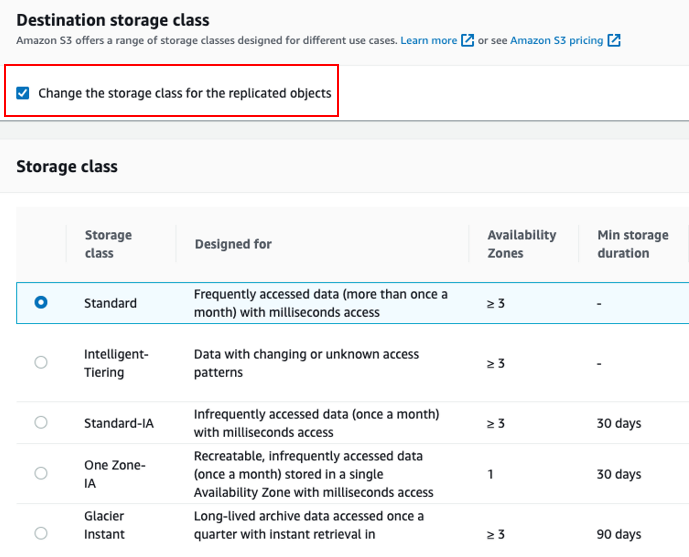 Destination storage class
Amazon S3 offers a range of storage classes designed for different use cases. Learn more or see Amazon S3 pricing
Change the storage class for the replicated objects
Storage class
Storage
class
Designed for
Availability
Zones
Min storage
duration
Standard
Frequently accessed data (more than once a
month) with milliseconds access
≥ 3
-
Intelligent-
Tiering
Data with changing or unknown access
patterns
≥ 3
-
Standard-IA
Infrequently accessed data (once a month)
with milliseconds access
≥ 3
30 days
One Zone-
IA
Recreatable, infrequently accessed data
(once a month) stored in a single
Availability Zone with milliseconds access
1
30 days
Glacier
Instant
Long-lived archive data accessed once a
quarter with instant retrieval in
≥ 3
90 days